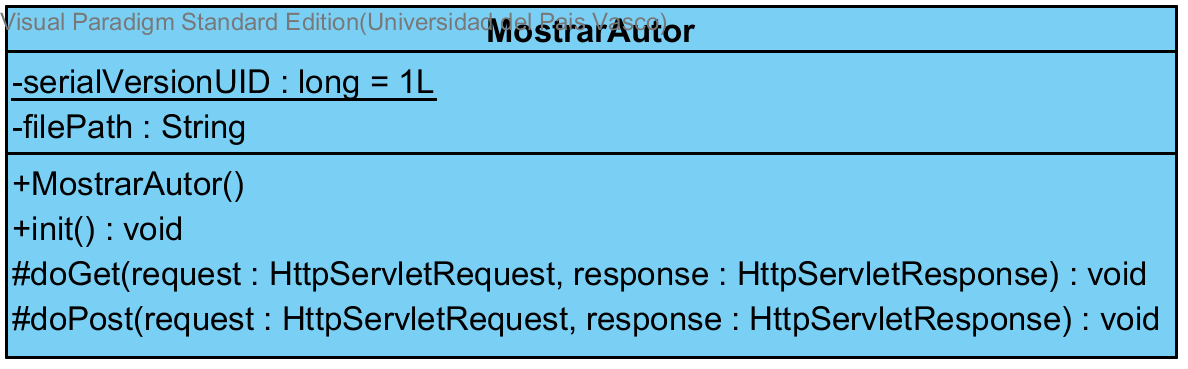 Visual Paradigm Standard Edition(Universidad del Pais Vasco)
MostrarAutor
-serialVersionUID : long = 1L
-filePath : String
+MostrarAutor()
+init() : void
#doGet(request : HttpServletRequest, response : HttpServletResponse) : void
#doPost(request : HttpServletRequest, response : HttpServletResponse) : void